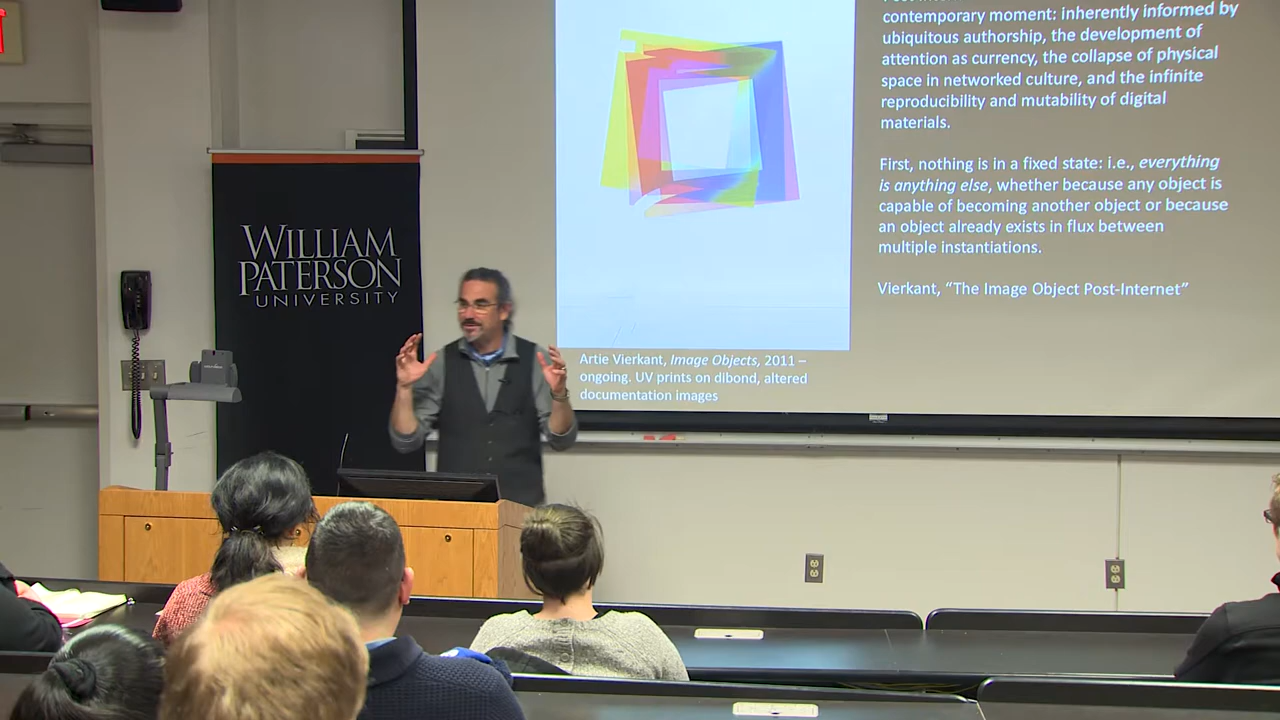 contemporary moment: inherently informed by
ubiquitous authorship, the development of
attention as currency, the collapse of physical
space in networked culture, and the infinite
reproducibility and mutability of digital
materials.
First, nothing is in a fixed state: i.e., everything
is anything else, whether because any object is
capable of becoming another object or because
an object already exists in flux between
multiple instantiations.
Vierkant, “The Image Object Post-Internet”
Artie Vierkant, Image Objects, 2011 –
ongoing. UV prints on dibond, altered
documentation images
WILLIAM
PATERSON
UNIVERSITY